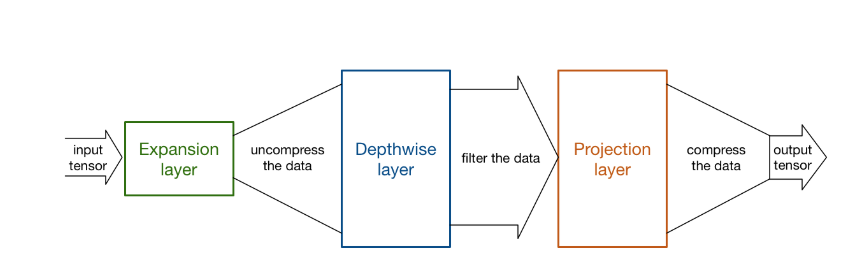 input
tensor
Expansion
layer
uncompress
the data
Depthwise
layer
filter the data
Projection
layer
compress
the data
output
tensor